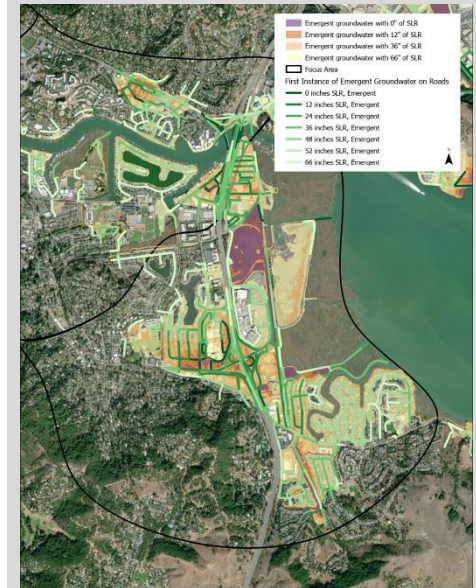 Emergent groundwater with 0" of SLR
Emergent groundwater with 12" of SLR
Emergent groundwater with 36" of SLR
Emergent groundwater with 66" of SLR
Focus Area
First Instance of Emergent Groundwater on Roads
0 inches SLR, Emergent
12 inches SLR, Emergent
24 inches SLR, Emergent
36 inches SLR, Emergent
48 inches SLR, Emergent
52 inches SLR, Emergent
66 inches SLR, Emergent